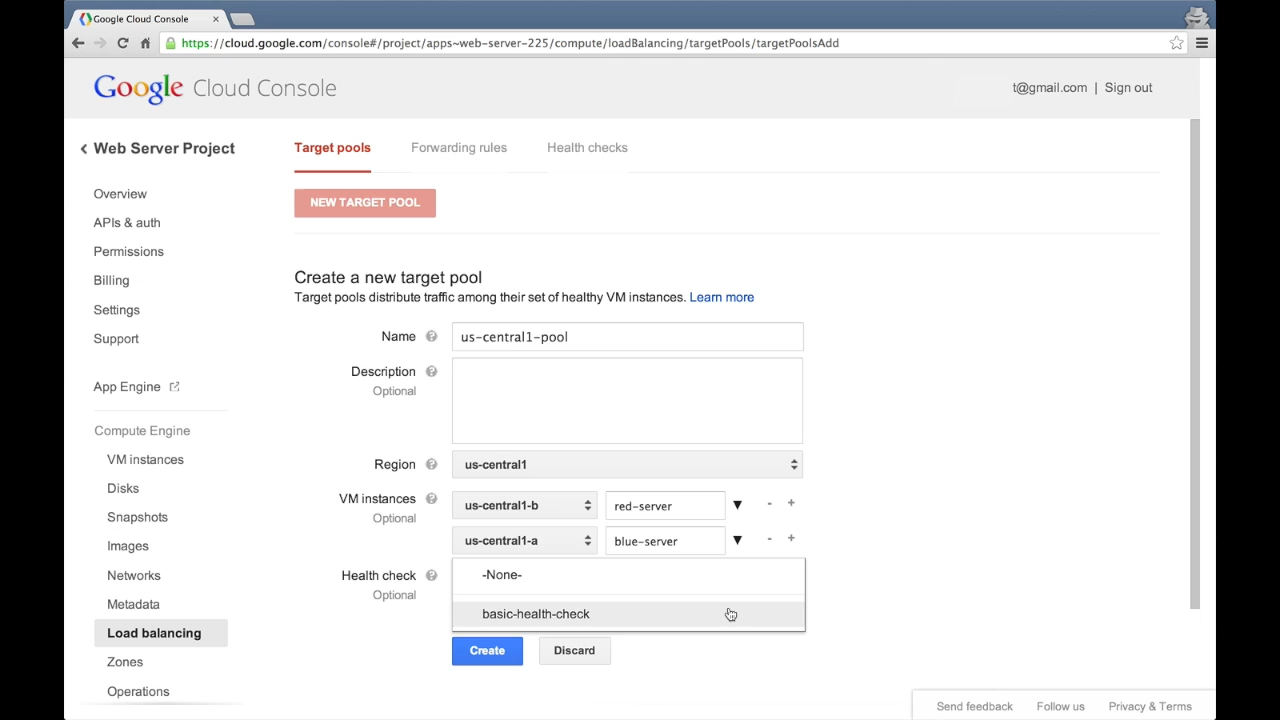 Google Cloud Console
https://cloud.google.com/console#/project/apps~web-server-225/compute/loadBalancing/targetPools/targetPoolsAdd
Google Cloud Console
t@gmail.com | Sign out
Web Server Project
Target pools
Forwarding rules
Health checks
Overview
APIs & auth
Permissions
Billing
Settings
Support
App Engine
Compute Engine
VM instances
Disks
Snapshots
Images
Networks
Metadata
Load balancing
Zones
Operations
NEW TARGET POOL
Create a new target pool
Target pools distribute traffic among their set of healthy VM instances. Learn more
Name ? us-central1-pool
Description ?
Optional
Region ? us-central1
VM instances ? us-central1-b red-server ▼ - +
Optional
us-central1-a blue-server ▼ - +
Health check ? -None-
Optional
basic-health-check
Create Discard
Send feedback Follow us Privacy & Terms